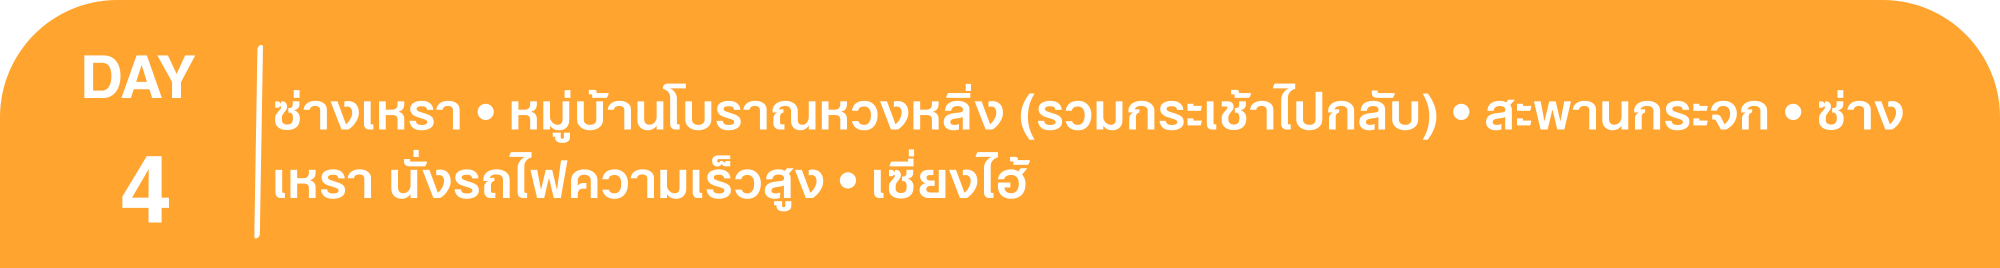 DAY
4
ซ่างเหรา • หมู่บ้านโบราณหวงหลิ่ง (รวมกระเช้าไปกลับ) • สะพานกระจก • ซ่าง
เหรา นั่งรถไฟความเร็วสูง • เซี่ยงไฮ้